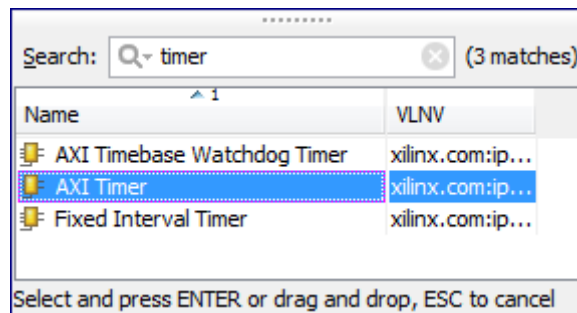 Search: timer (3 matches)
1
Name VLNV
AXI Timebase Watchdog Timer xilinx.com:ip...
AXI Timer xilinx.com:ip...
Fixed Interval Timer xilinx.com:ip...
Select and press ENTER or drag and drop, ESC to cancel